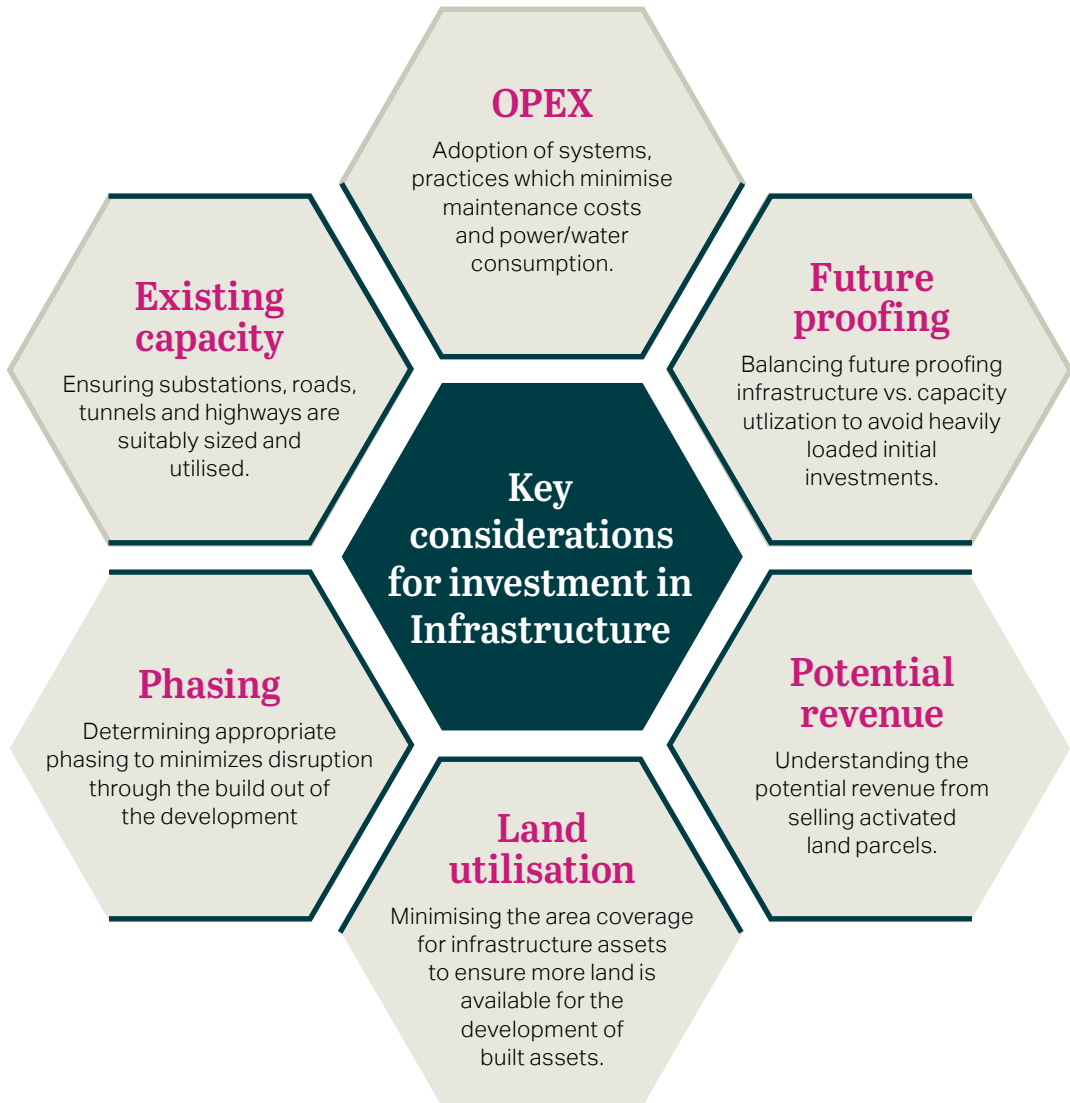 OPEX
Adoption of systems,
practices which minimise
maintenance costs
and power/water
consumption.
Existing
capacity
Ensuring substations, roads,
tunnels and highways are
suitably sized and
utilised.
Future
proofing
Balancing future proofing
infrastructure vs. capacity
utlization to avoid heavily
loaded initial
investments.
Key
considerations
for investment in
Infrastructure
Phasing
Determining appropriate
phasing to minimizes disruption
through the build out of
the development
Potential
revenue
Understanding the
potential revenue from
selling activated
land parcels.
Land
utilisation
Minimising the area coverage
for infrastructure assets
to ensure more land is
available for the
development of
built assets.